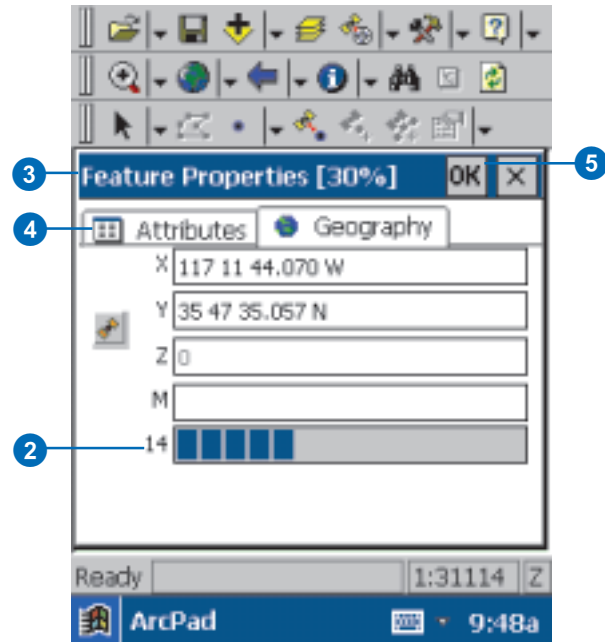 3 Feature Properties [30%] OK × 5
4 Attributes Geography
X 117 11 44.070 W
Y 35 47 35.057 N
Z 0
M
2 14
Ready 1:31114 Z
ArcPad 9:48a